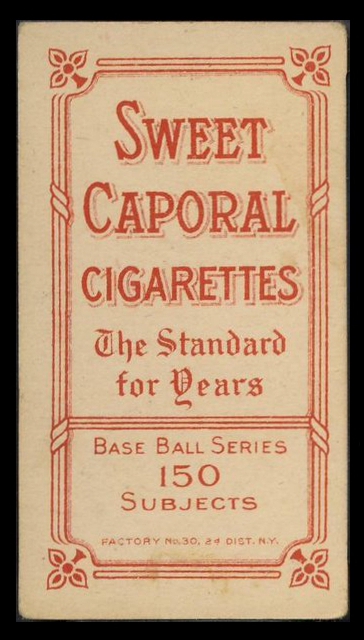 SWEET
CAPORAL
CIGARETTES
The Standard
for Years
BASE BALL SERIES
150
SUBJECTS
FACTORY No. 30, 2d DIST. N.Y.